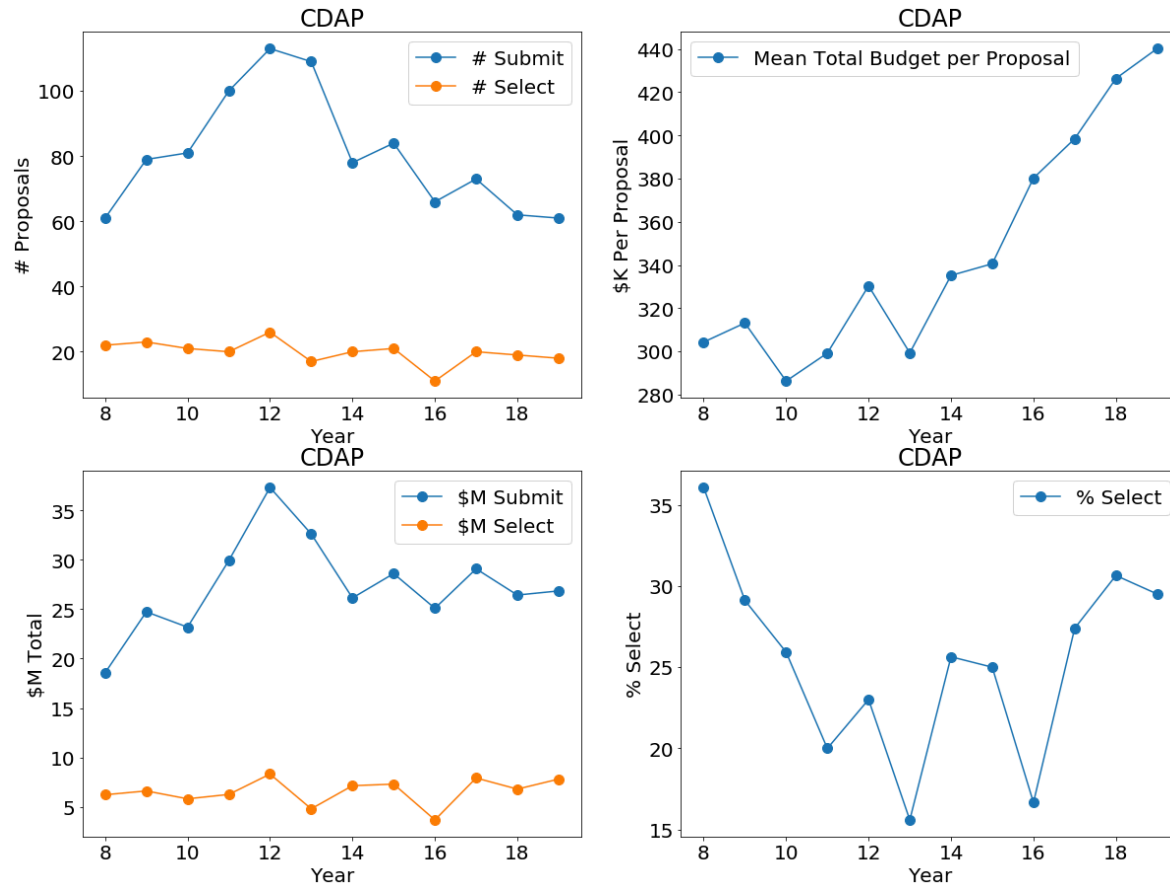 CDAP
# Submit
# Select
# Proposals
100
80
60
40
20
8 10 12 14 16 18
Year
CDAP
Mean Total Budget per Proposal
$K Per Proposal
440
420
400
380
360
340
320
300
280
8 10 12 14 16 18
Year
CDAP
$M Submit
$M Select
$M Total
35
30
25
20
15
10
5
8 10 12 14 16 18
Year
CDAP
% Select
% Select
35
30
25
20
15
8 10 12 14 16 18
Year